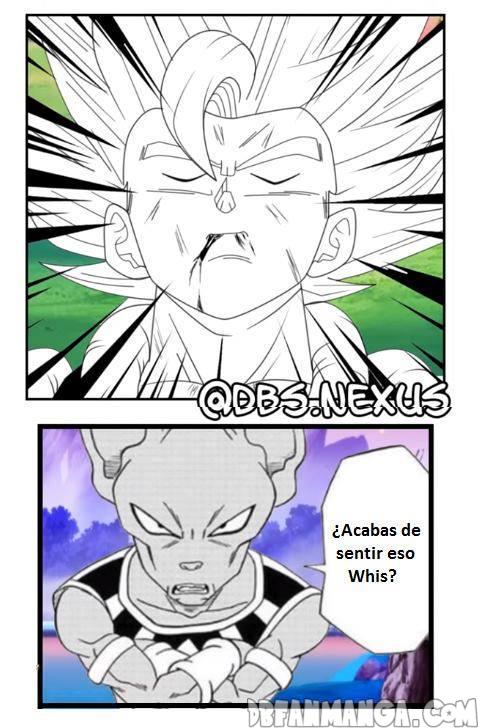 @DBS.NEXUS
¿Acabas de
sentir eso
Whis?
DBFANMANGA.COM